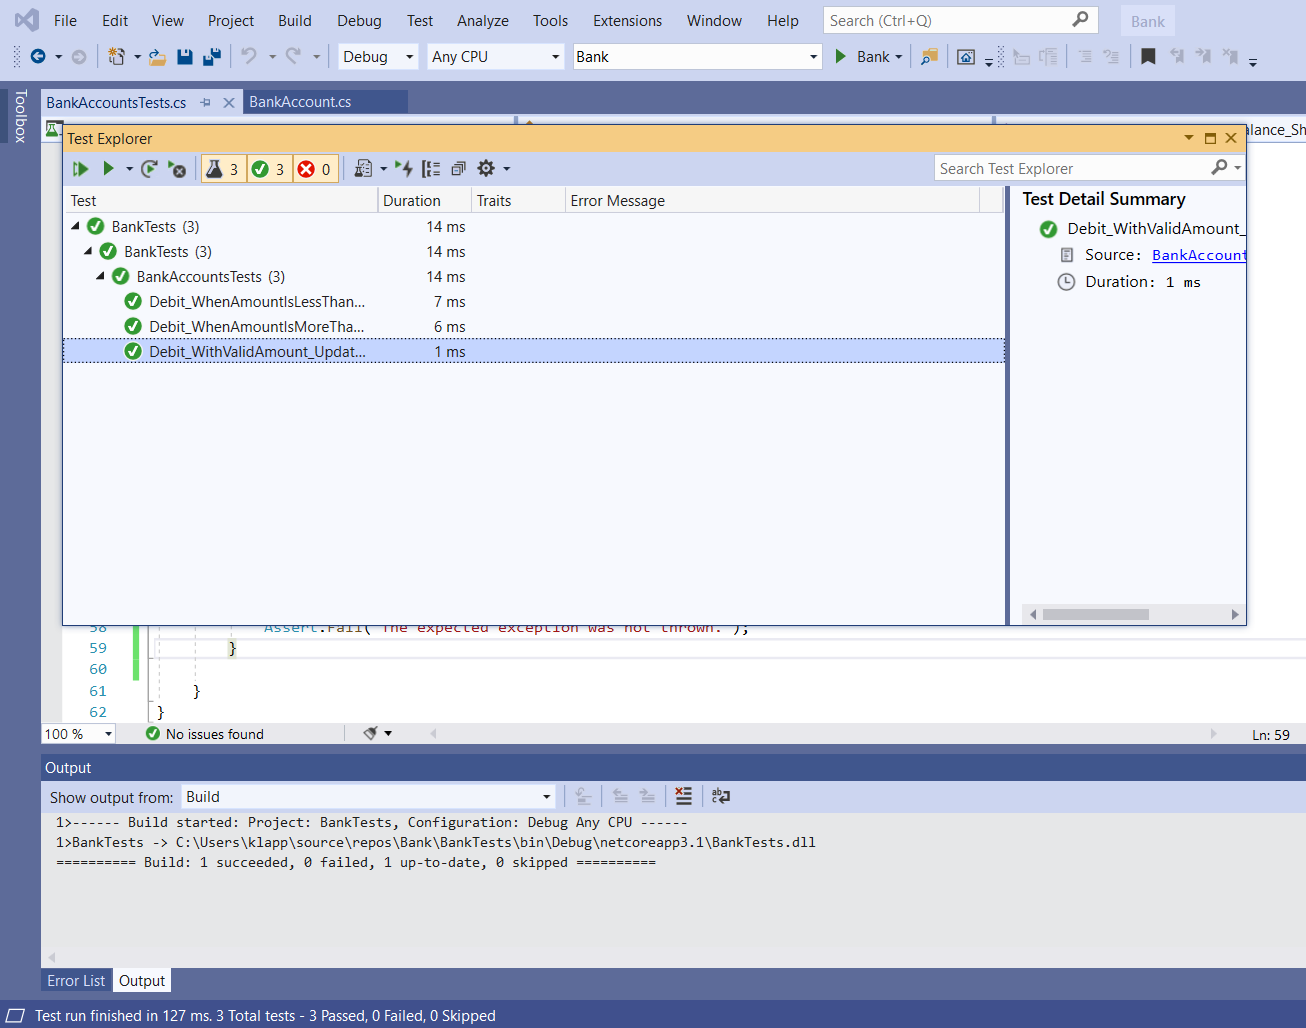 File Edit View Project Build Debug Test Analyze Tools Extensions Window Help Search (Ctrl+Q) Bank
Debug Any CPU Bank Bank
Toolbox
BankAccountsTests.cs BankAccount.cs
alance_Sh
Test Explorer
3 3 0 Search Test Explorer
Test Duration Traits Error Message
BankTests (3) 14 ms
BankTests (3) 14 ms
BankAccountsTests (3) 14 ms
Debit_WhenAmountIsLessThan... 7 ms
Debit_WhenAmountIsMoreTha... 6 ms
Debit_WithValidAmount_Updat... 1 ms
Test Detail Summary
Debit_WithValidAmount_
Source: BankAccount
Duration: 1 ms
58 Assert.Fail( The expected exception was not thrown. );
59 }
60
61 }
62 }
100 % No issues found Ln: 59
Output
Show output from: Build
1>------ Build started: Project: BankTests, Configuration: Debug Any CPU ------
1>BankTests -> C:\Users\klapp\source\repos\Bank\BankTests\bin\Debug\netcoreapp3.1\BankTests.dll
========== Build: 1 succeeded, 0 failed, 1 up-to-date, 0 skipped ==========
Error List Output
Test run finished in 127 ms. 3 Total tests - 3 Passed, 0 Failed, 0 Skipped